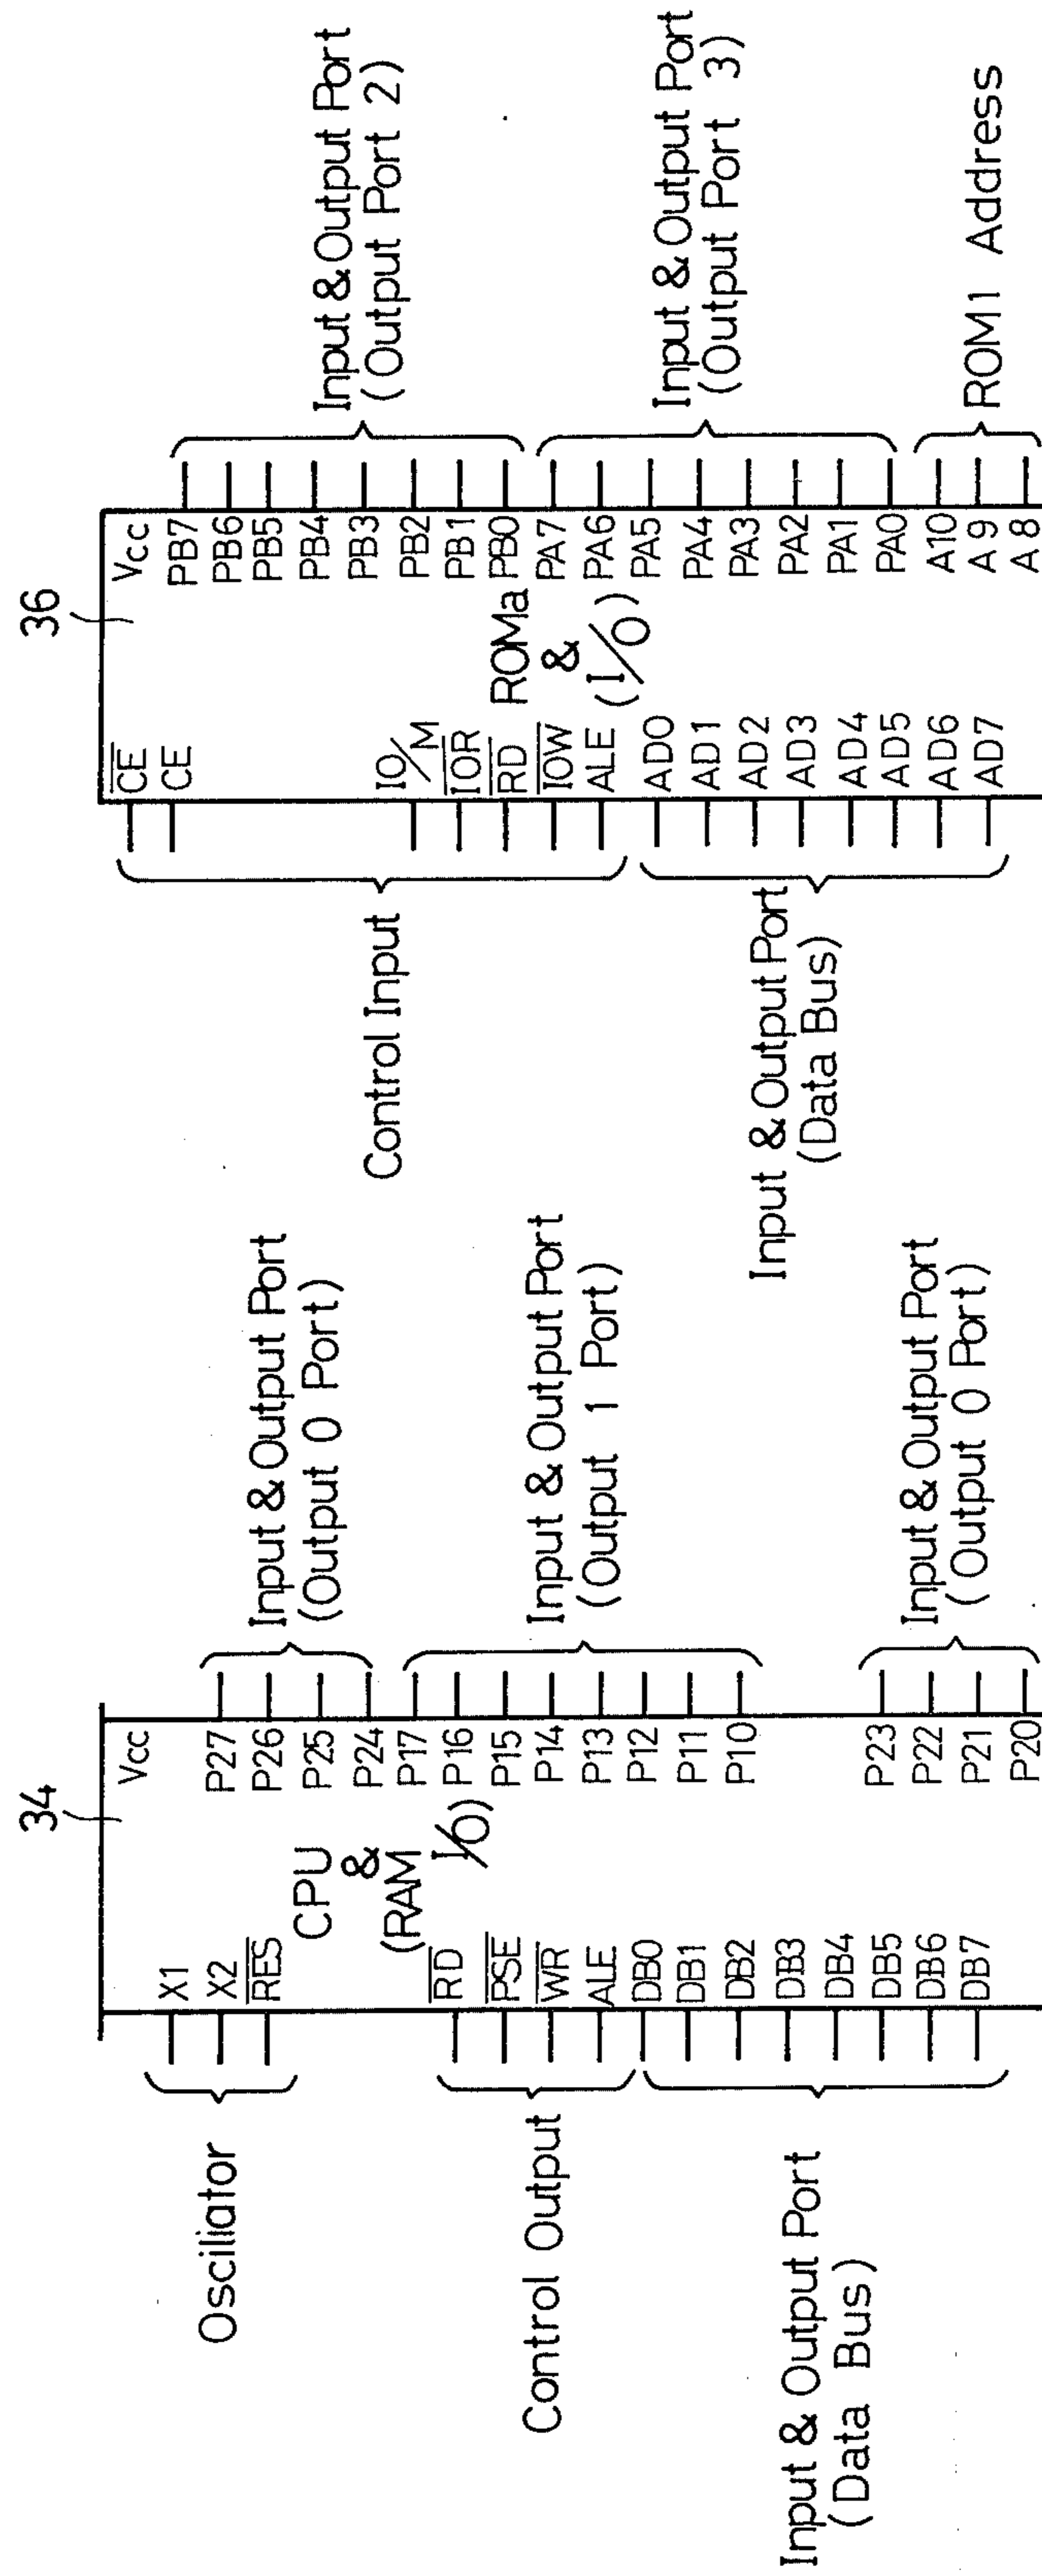 34
Vcc
X1
X2
RES
CPU
&
(RAM I/O)
RD
PSE
WR
ALE
DB0
DB1
DB2
DB3
DB4
DB5
DB6
DB7
P27
P26
P25
P24
P17
P16
P15
P14
P13
P12
P11
P10
P23
P22
P21
P20
Osciliator
Control Output
Input & Output Port
(Data Bus)
Input & Output Port
(Output 0 Port)
Input & Output Port
(Output 1 Port)
Input & Output Port
(Output 0 Port)
36
Vcc
CE
CE
IO/M
IOR
RD
IOW
ALE
AD0
AD1
AD2
AD3
AD4
AD5
AD6
AD7
ROMa
&
(I/O)
PB7
PB6
PB5
PB4
PB3
PB2
PB1
PB0
PA7
PA6
PA5
PA4
PA3
PA2
PA1
PA0
A10
A9
A8
Control Input
Input & Output Port
(Data Bus)
Input & Output Port
(Output Port 2)
Input & Output Port
(Output Port 3)
ROM1 Address